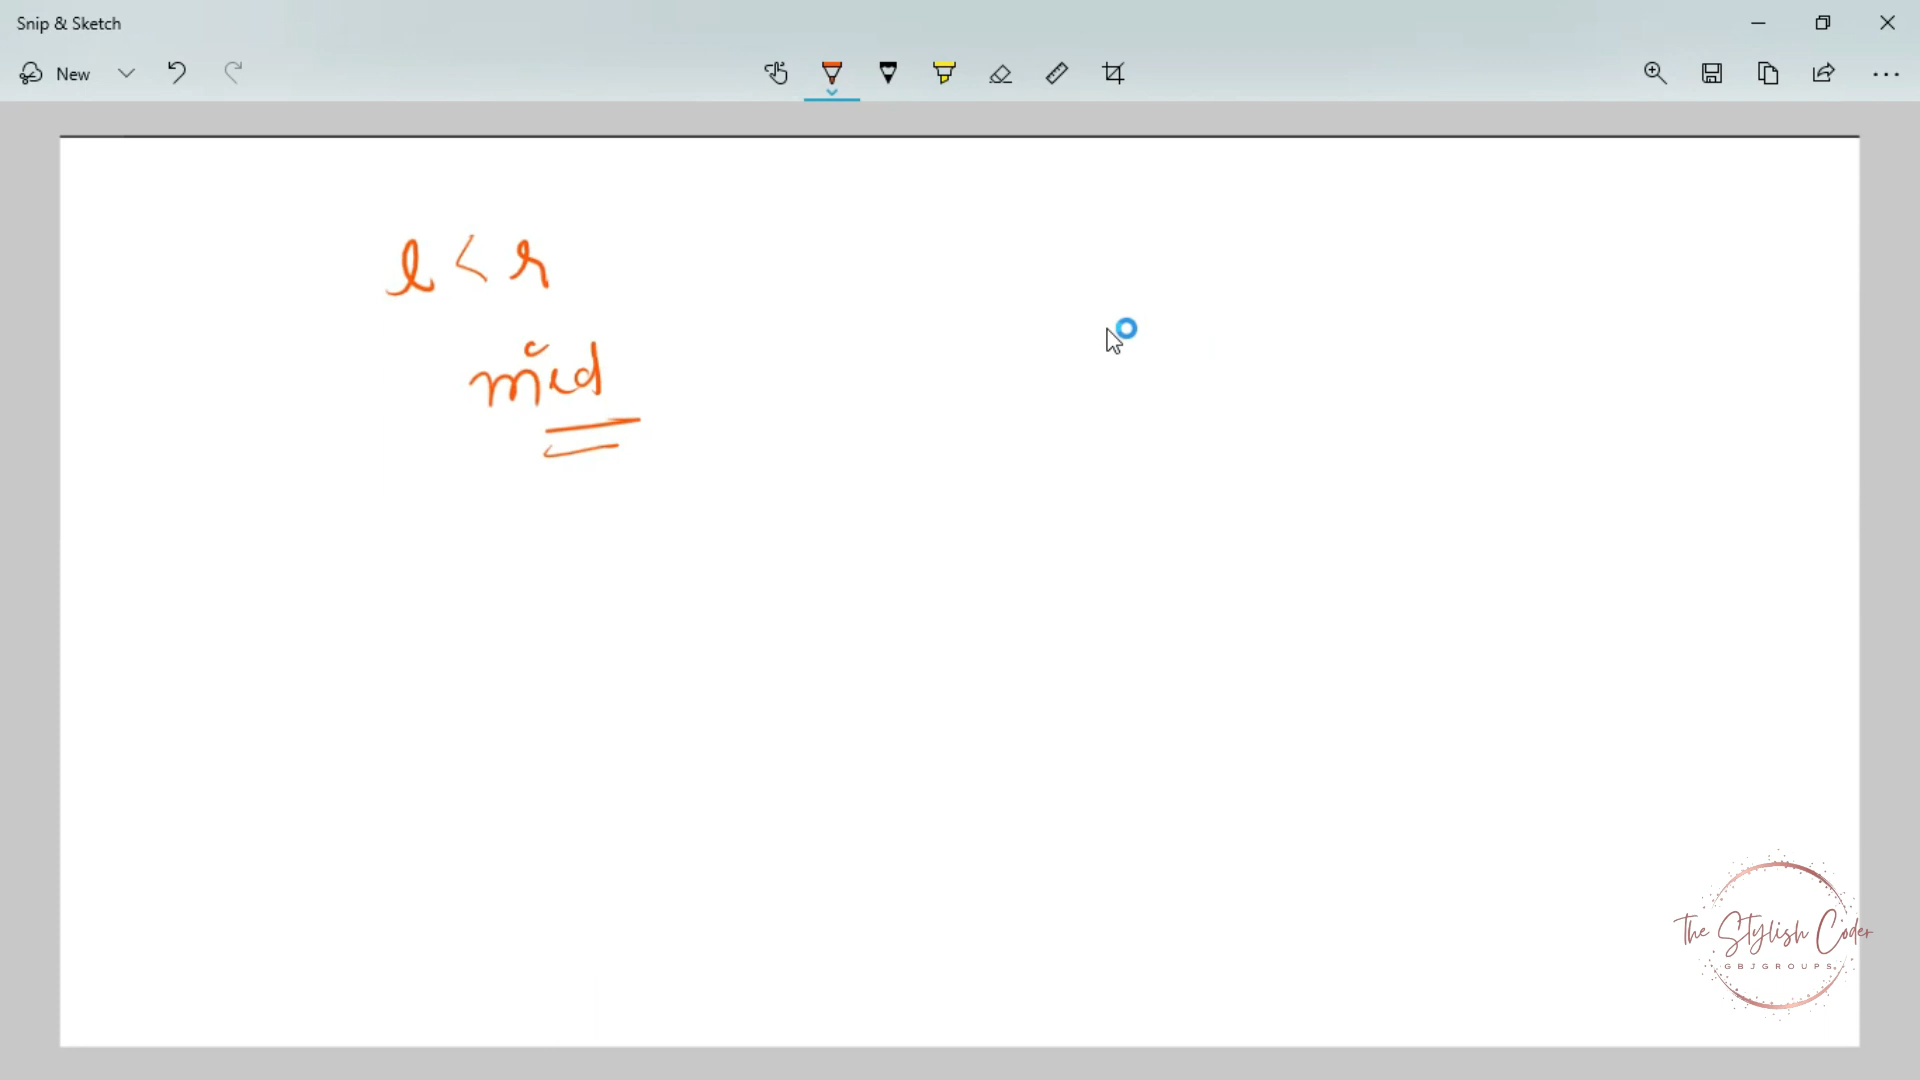 Snip & Sketch
New
l < r
mid
The Stylish Coder
GBJGROUPS